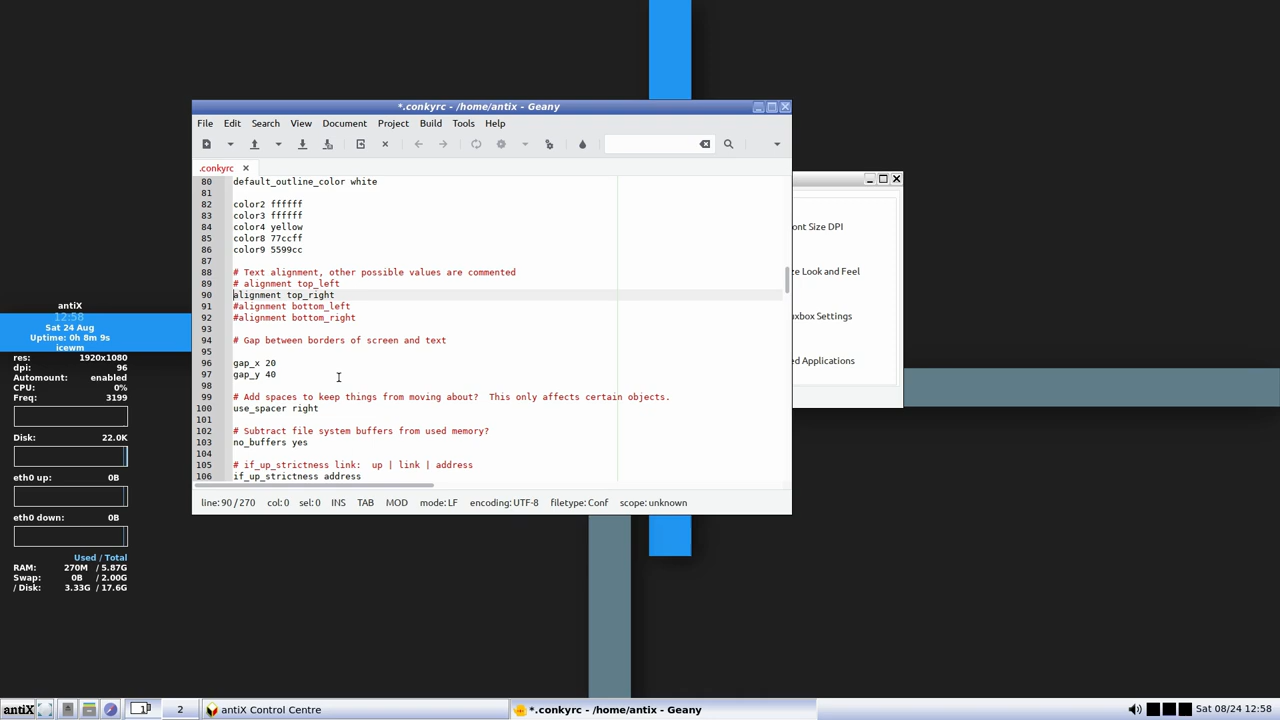 *.conkyrc - /home/antix - Geany
File Edit Search View Document Project Build Tools Help
.conkyrc
80 default_outline_color white
81
82 color2 ffffff
83 color3 ffffff
84 color4 yellow
85 color8 77ccff
86 color9 5599cc
87
88 # Text alignment, other possible values are commented
89 # alignment top_left
90 alignment top_right
91 #alignment bottom_left
92 #alignment bottom_right
93
94 # Gap between borders of screen and text
95
96 gap_x 20
97 gap_y 40
98
99 # Add spaces to keep things from moving about?  This only affects certain objects.
100 use_spacer right
101
102 # Subtract file system buffers from used memory?
103 no_buffers yes
104
105 # if_up_strictness link:  up | link | address
106 if_up_strictness address
line: 90 / 270 col: 0 sel: 0 INS TAB MOD mode: LF encoding: UTF-8 filetype: Conf scope: unknown
ont Size DPI
ze Look and Feel
uxbox Settings
ed Applications
antiX
12:58
Sat 24 Aug
Uptime: 0h 8m 9s
icewm
res: 1920x1080
dpi: 96
Automount: enabled
CPU: 0%
Freq: 3199
Disk: 22.0K
eth0 up: 0B
eth0 down: 0B
Used / Total
RAM: 270M / 5.87G
Swap: 0B / 2.00G
/ Disk: 3.33G / 17.6G
antiX 1 2 antiX Control Centre *.conkyrc - /home/antix - Geany Sat 08/24 12:58